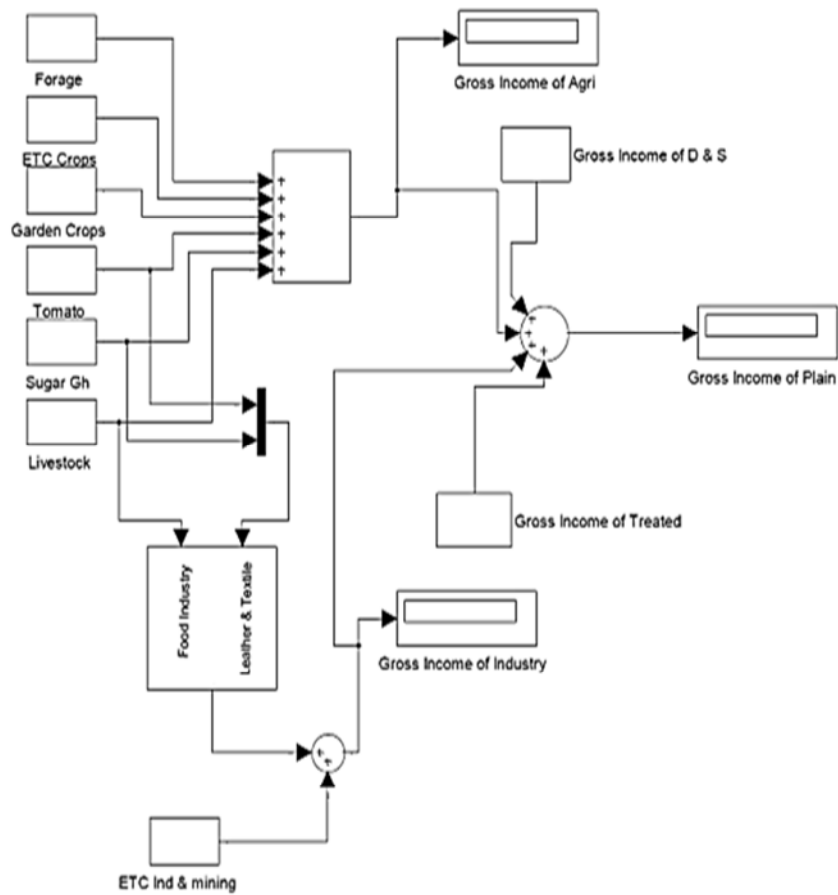 Forage
Gross Income of Agri
ETC Crops
Gross Income of D & S
Garden Crops
+
+
+
+
+
+
Tomato
Sugar Gh
+
+
+
+
Gross Income of Plain
Livestock
Gross Income of Treated
Food Industry
Leather & Textile
Gross Income of Industry
+
+
ETC Ind & mining